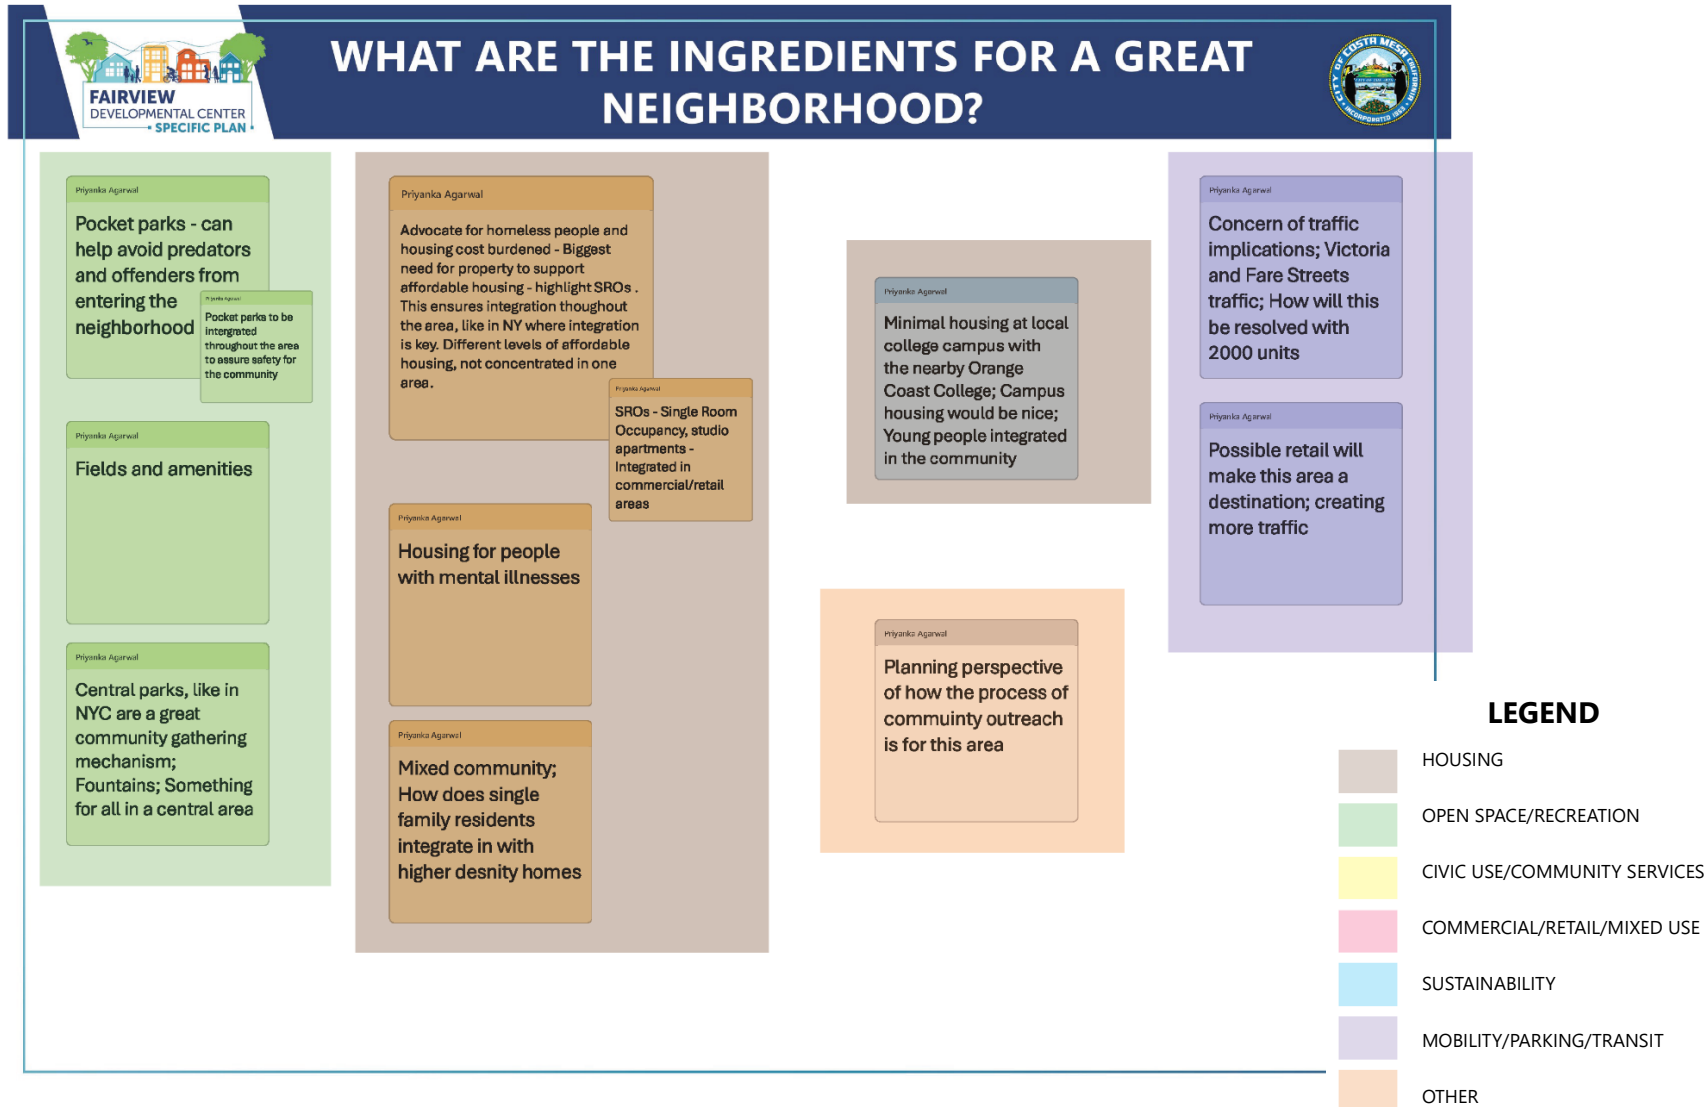 WHAT ARE THE INGREDIENTS FOR A GREAT
NEIGHBORHOOD?
FAIRVIEW
DEVELOPMENTAL CENTER
SPECIFIC PLAN
CITY OF COSTA MESA CALIFORNIA
INCORPORATED 1953
Priyanka Agarwal
Pocket parks - can
help avoid predators
and offenders from
entering the
neighborhood
Priyanka Agarwal
Pocket parks to be
intergrated
throughout the area
to assure safety for
the community
Priyanka Agarwal
Fields and amenities
Priyanka Agarwal
Central parks, like in
NYC are a great
community gathering
mechanism;
Fountains; Something
for all in a central area
Priyanka Agarwal
Advocate for homeless people and
housing cost burdened - Biggest
need for property to support
affordable housing - highlight SROs .
This ensures integration thoughout
the area, like in NY where integration
is key. Different levels of affordable
housing, not concentrated in one
area.
Priyanka Agarwal
SROs - Single Room
Occupancy, studio
apartments -
Integrated in
commercial/retail
areas
Priyanka Agarwal
Housing for people
with mental illnesses
Priyanka Agarwal
Mixed community;
How does single
family residents
integrate in with
higher desnity homes
Priyanka Agarwal
Minimal housing at local
college campus with
the nearby Orange
Coast College; Campus
housing would be nice;
Young people integrated
in the community
Priyanka Agarwal
Planning perspective
of how the process of
commuinty outreach
is for this area
Priyanka Agarwal
Concern of traffic
implications; Victoria
and Fare Streets
traffic; How will this
be resolved with
2000 units
Priyanka Agarwal
Possible retail will
make this area a
destination; creating
more traffic
LEGEND
HOUSING
OPEN SPACE/RECREATION
CIVIC USE/COMMUNITY SERVICES
COMMERCIAL/RETAIL/MIXED USE
SUSTAINABILITY
MOBILITY/PARKING/TRANSIT
OTHER